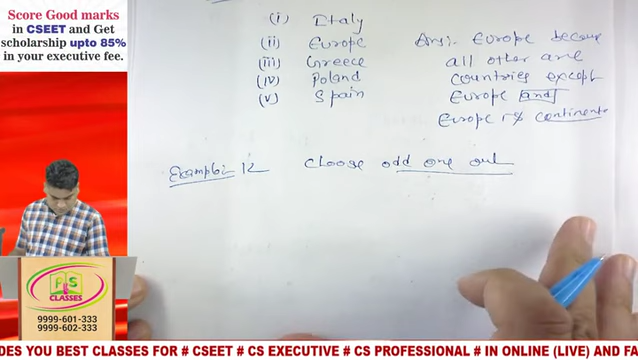 Score Good marks
in CSEET and Get
scholarship upto 85%
in your executive fee.
(i) Italy
(ii) Europe
(iii) Greece
(iv) Poland
(v) Spain
Ans:- Europe because
all other are
countries except
Europe and
Europe is continents
Example:- 12 Choose odd one out
PS
CLASSES
9999-601-333
9999-602-333
DES YOU BEST CLASSES FOR # CSEET # CS EXECUTIVE # CS PROFESSIONAL # IN ONLINE (LIVE) AND FA